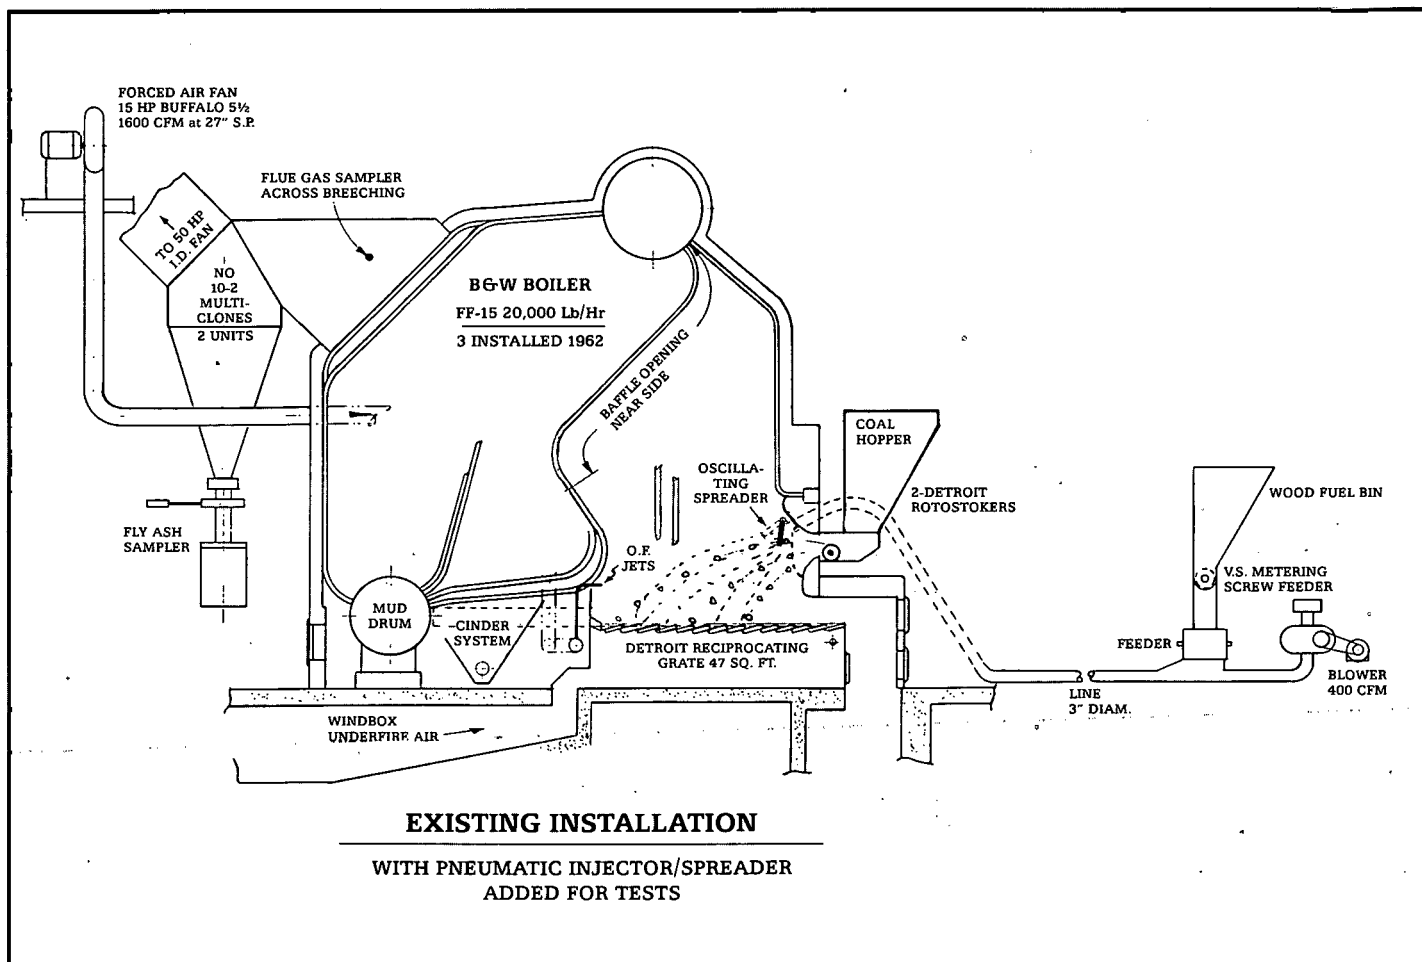 FORCED AIR FAN
15 HP BUFFALO 5½
1600 CFM at 27" S.P.
FLUE GAS SAMPLER
ACROSS BREECHING
TO 50 HP
I.D. FAN
NO
10-2
MULTI-
CLONES
2 UNITS
B&W BOILER
FF-15 20,000 Lb/Hr
3 INSTALLED 1962
BAFFLE OPENING
NEAR SIDE
COAL
HOPPER
OSCILLA-
TING
SPREADER
2-DETROIT
ROTOSTOKERS
WOOD FUEL BIN
FLY ASH
SAMPLER
O.F.
JETS
V.S. METERING
SCREW FEEDER
MUD
DRUM
CINDER
SYSTEM
DETROIT RECIPROCATING
GRATE 47 SQ. FT.
FEEDER
BLOWER
400 CFM
LINE
3" DIAM.
WINDBOX
UNDERFIRE AIR
EXISTING INSTALLATION
WITH PNEUMATIC INJECTOR/SPREADER
ADDED FOR TESTS